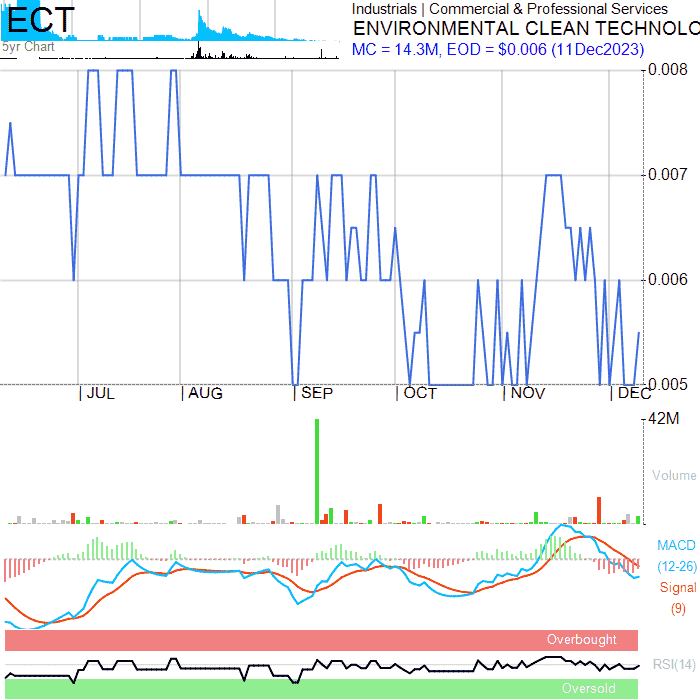 ECT
5yr Chart
Industrials | Commercial & Professional Services
ENVIRONMENTAL CLEAN TECHNOLO
MC = 14.3M, EOD = $0.006 (11Dec2023)
0.008
0.007
0.006
0.005
| JUL | AUG | SEP | OCT | NOV | DEC
42M
Volume
MACD
(12-26)
Signal
(9)
Overbought
RSI(14)
Oversold